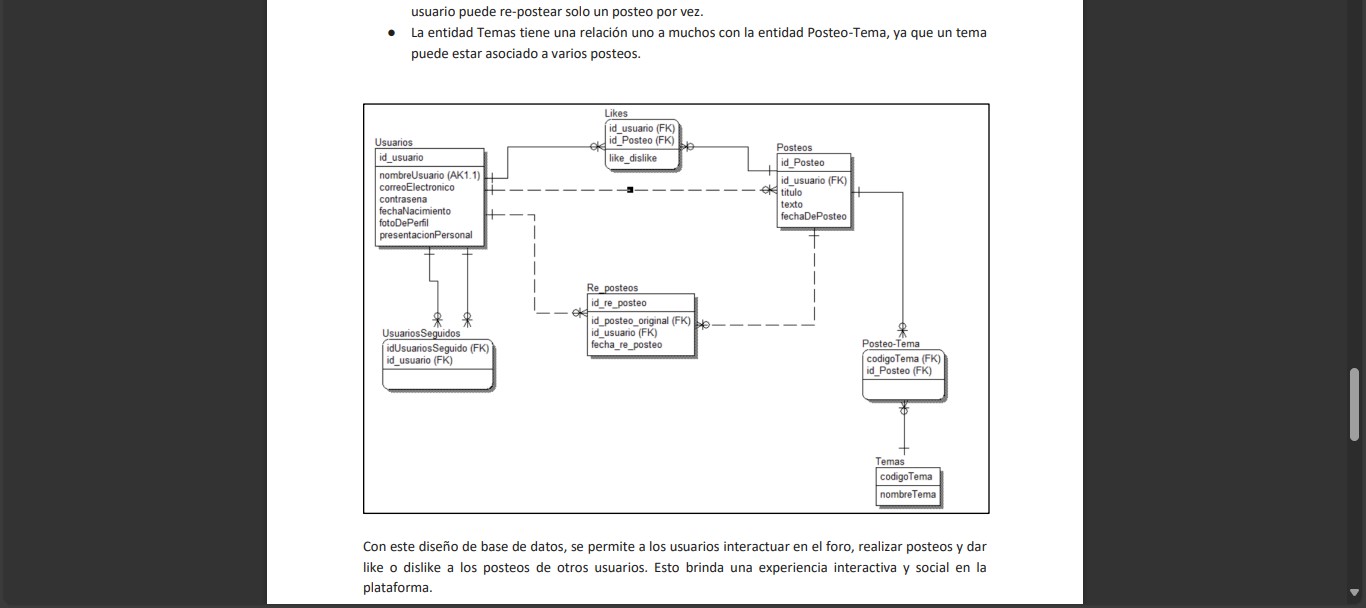 usuario puede re-postear solo un posteo por vez.
● La entidad Temas tiene una relación uno a muchos con la entidad Posteo-Tema, ya que un tema
puede estar asociado a varios posteos.
Likes
id_usuario (FK)
id_Posteo (FK)
like_dislike
Usuarios
id_usuario
nombreUsuario (AK1.1)
correoElectronico
contrasena
fechaNacimiento
fotoDePerfil
presentacionPersonal
Posteos
id_Posteo
id_usuario (FK)
titulo
texto
fechaDePosteo
Re_posteos
id_re_posteo
id_posteo_original (FK)
id_usuario (FK)
fecha_re_posteo
UsuariosSeguidos
idUsuariosSeguido (FK)
id_usuario (FK)
Posteo-Tema
codigoTema (FK)
id_Posteo (FK)
Temas
codigoTema
nombreTema
Con este diseño de base de datos, se permite a los usuarios interactuar en el foro, realizar posteos y dar
like o dislike a los posteos de otros usuarios. Esto brinda una experiencia interactiva y social en la
plataforma.